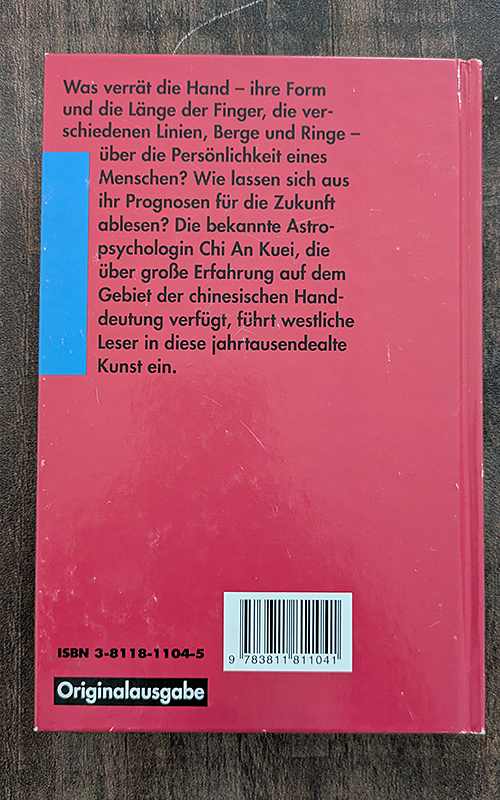 Was verrät die Hand – ihre Form
und die Länge der Finger, die ver-
schiedenen Linien, Berge und Ringe –
über die Persönlichkeit eines
Menschen? Wie lassen sich aus
ihr Prognosen für die Zukunft
ablesen? Die bekannte Astro-
psychologin Chi An Kuei, die
über große Erfahrung auf dem
Gebiet der chinesischen Hand-
deutung verfügt, führt westliche
Leser in diese jahrtausendealte
Kunst ein.
ISBN 3-8118-1104-5
9 783811 811041
Originalausgabe